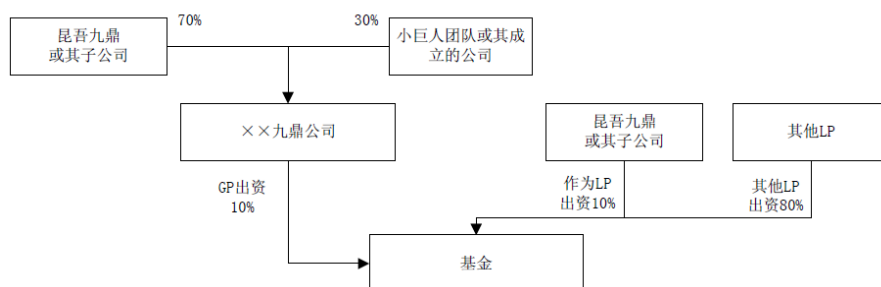 70%
30%
昆吾九鼎
或其子公司
小巨人团队或其成
立的公司
××九鼎公司
昆吾九鼎
或其子公司
其他LP
GP出资
10%
作为LP
出资10%
其他LP
出资80%
基金